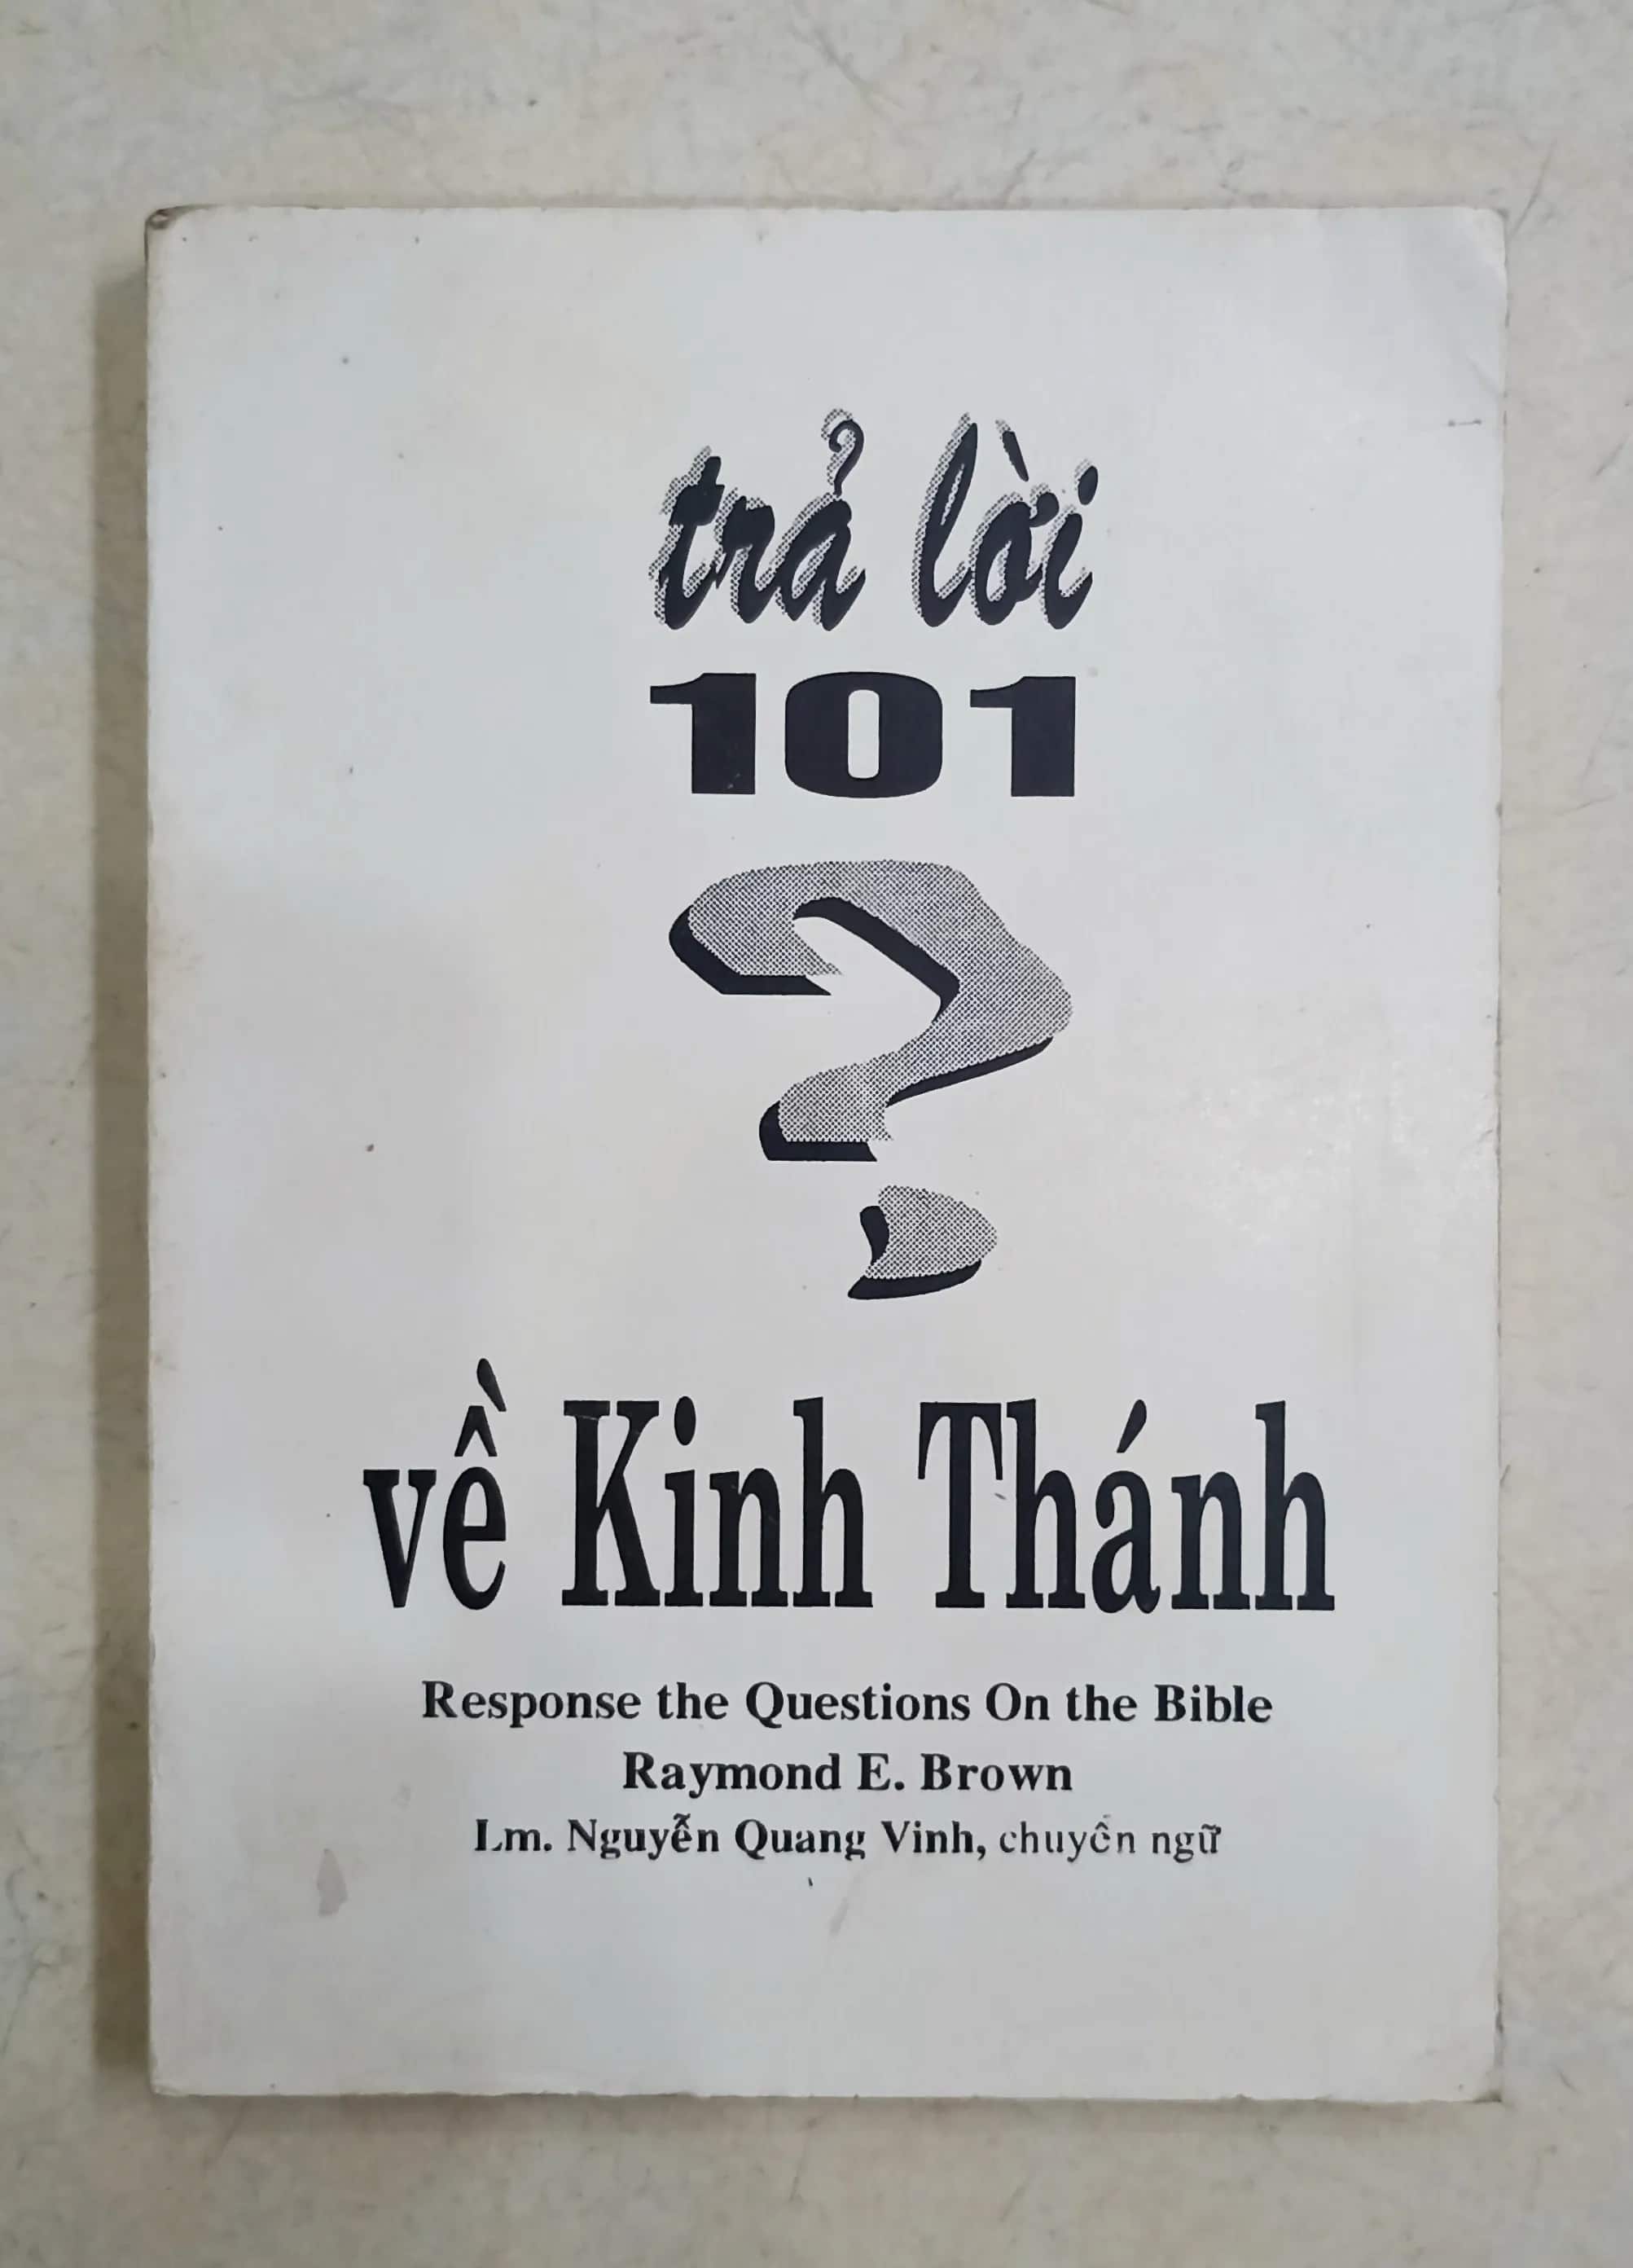 trả lời
101
?
về Kinh Thánh
Response the Questions On the Bible
Raymond E. Brown
Lm. Nguyễn Quang Vinh, chuyên ngữ